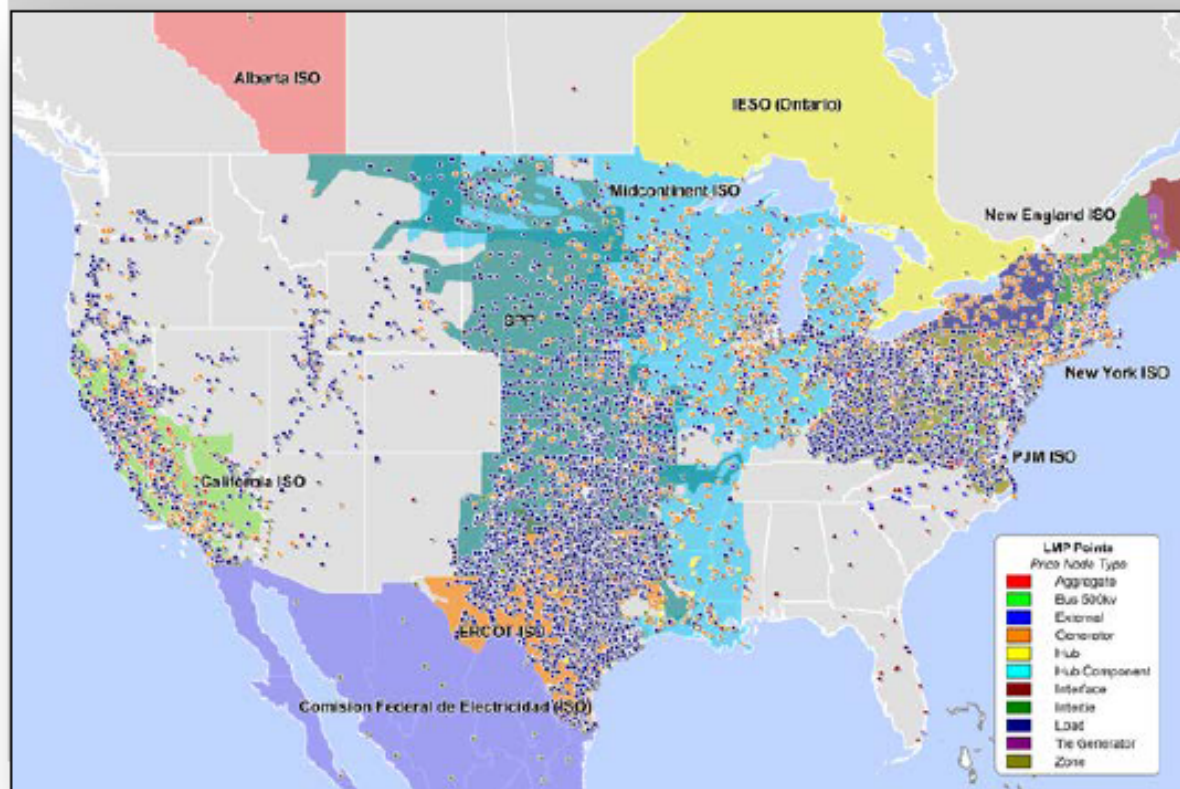 Alberta ISO
IESO (Ontario)
Midcontinent ISO
New England ISO
SPP
New York ISO
California ISO
PJM ISO
ERCOT ISO
Comision Federal de Electricidad (ISO)
LMP Points
Price Node Type
Aggregate
Bus 500kv
External
Generator
Hub
Hub Component
Interface
Intertie
Load
Tie Generator
Zone